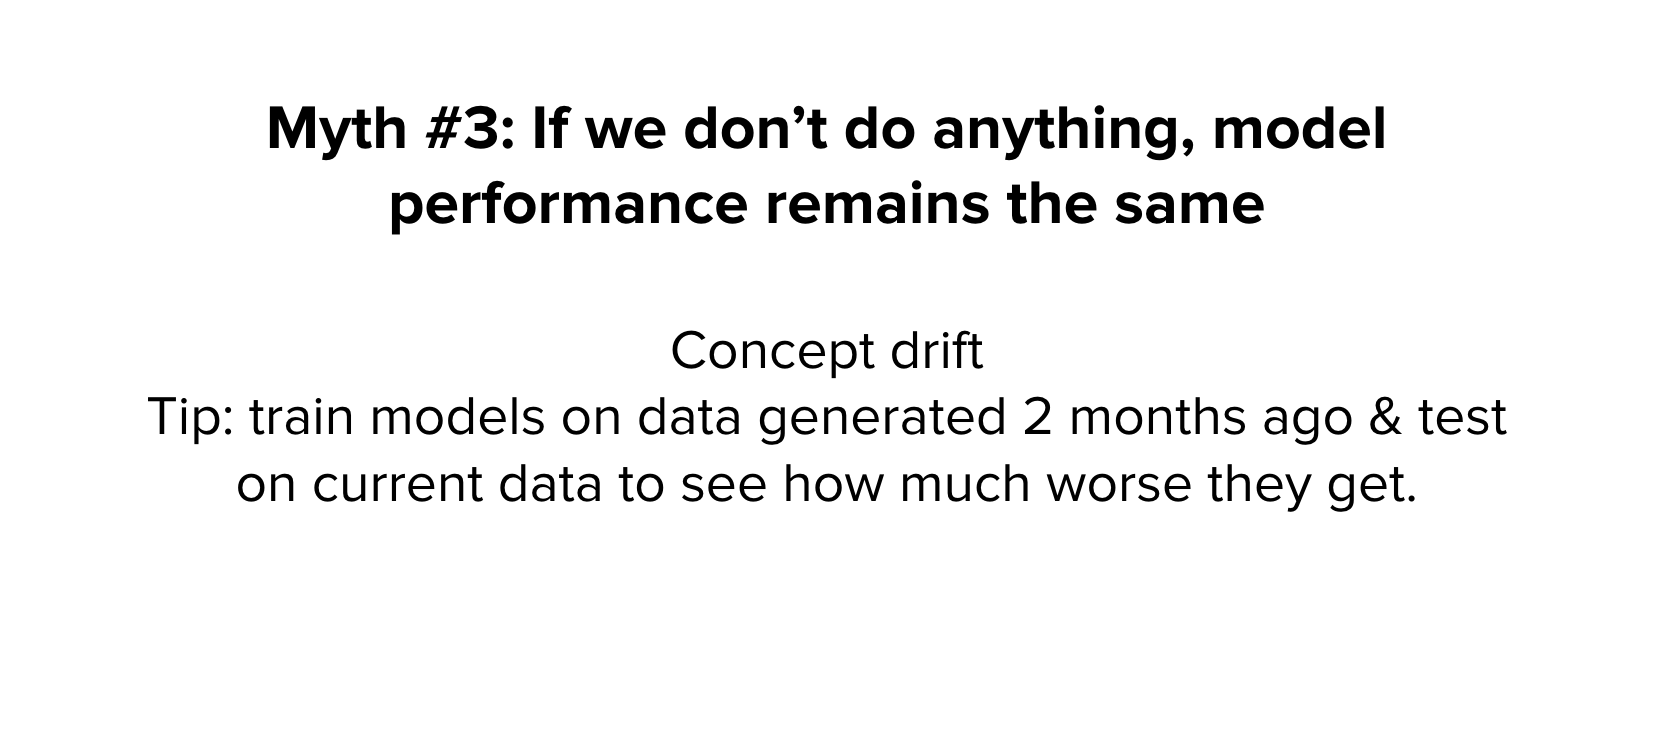 Myth #3: If we don’t do anything, model
performance remains the same
Concept drift
Tip: train models on data generated 2 months ago & test
on current data to see how much worse they get.